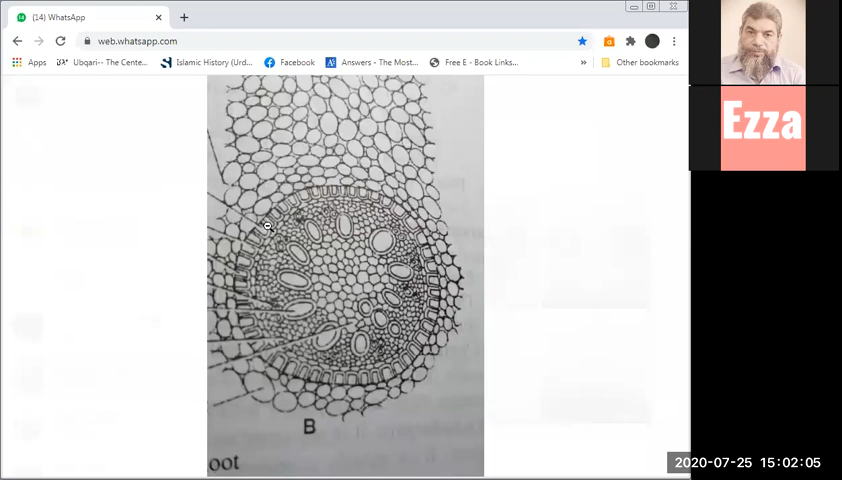 (14) WhatsApp
web.whatsapp.com
Apps
Ubqari-- The Cente...
Islamic History (Urd...
Facebook
Answers - The Most...
Free E - Book Links...
Other bookmarks
Ezza
B
oot
2020-07-25 15:02:05